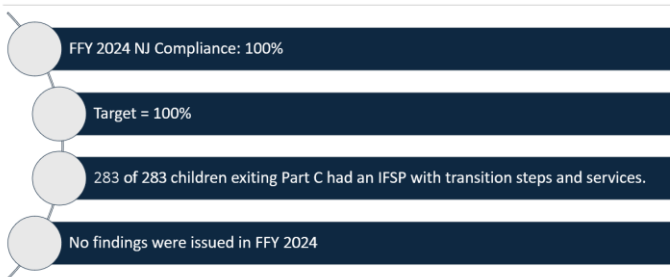 FFY 2024 NJ Compliance: 100%
Target = 100%
283 of 283 children exiting Part C had an IFSP with transition steps and services.
No findings were issued in FFY 2024